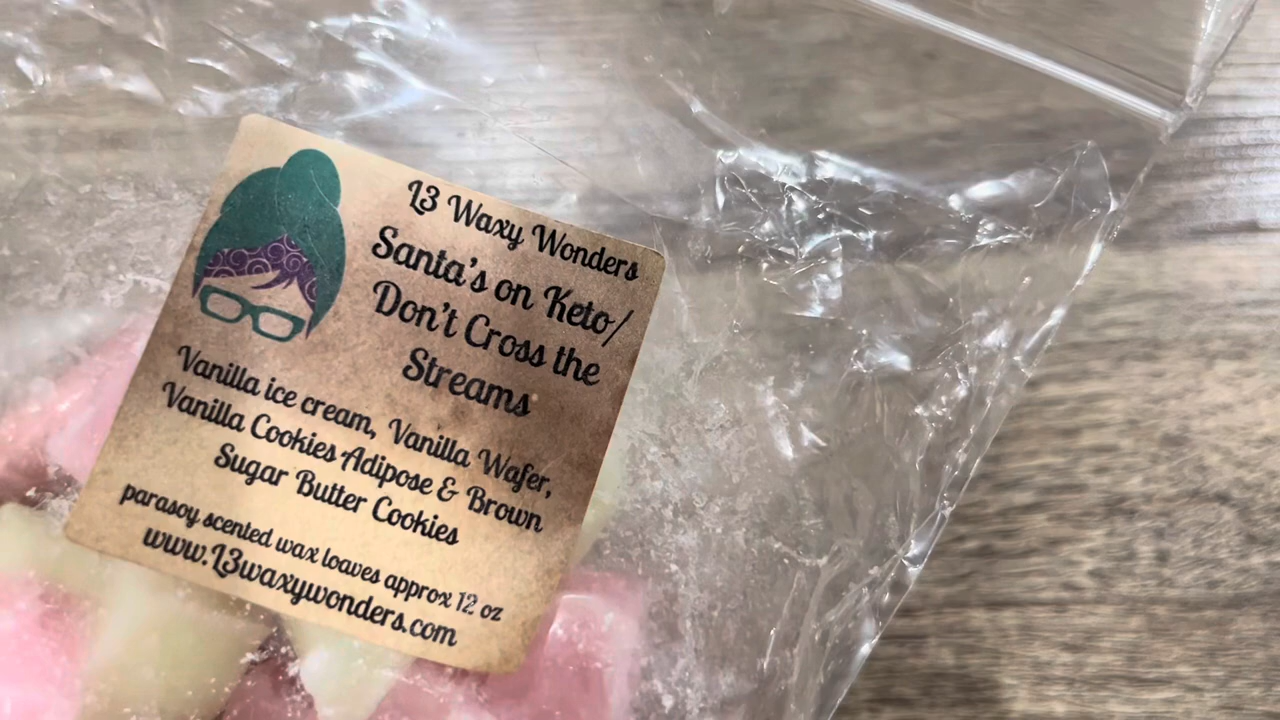 L3 Waxy Wonders
Santa's on Keto/
Don't Cross the
Streams
Vanilla ice cream, Vanilla Wafer,
Vanilla Cookies Adipose & Brown
Sugar Butter Cookies
parasoy scented wax loaves approx 12 oz
www.L3waxywonders.com